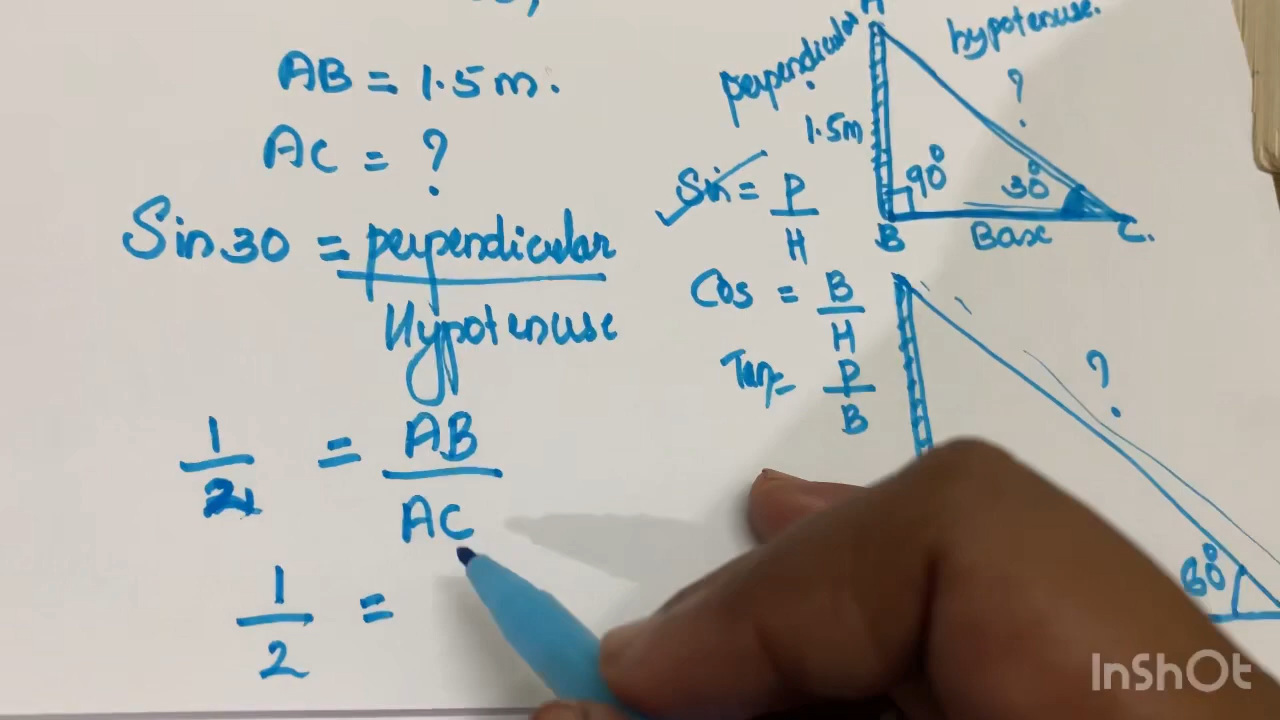 AB = 1.5m.
AC = ?
Sin 30 = perpendicular
Hypotenuse
1 = AB
2 AC
1 =
2
A
perpendicular
hypotenuse.
?
1.5m
90°
30°
B
Base
C.
Sin = P
H
Cos = B
H
Tan= P
B
?
60°
InShOt